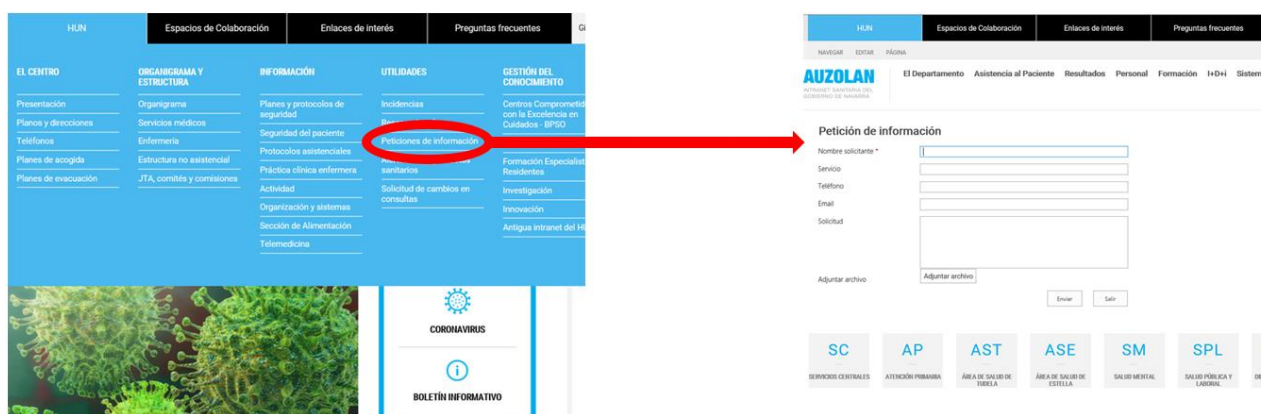 HUN
Espacios de Colaboración
Enlaces de interés
Preguntas frecuentes
EL CENTRO
Presentación
Planos y direcciones
Teléfonos
Planes de acogida
Planes de evacuación
ORGANIGRAMA Y
ESTRUCTURA
Organigrama
Servicios médicos
Enfermería
Estructura no asistencial
JTA, comités y comisiones
INFORMACIÓN
Planes y protocolos de
seguridad
Seguridad del paciente
Protocolos asistenciales
Práctica clínica enfermera
Actividad
Organización y sistemas
Sección de Alimentación
Telemedicina
UTILIDADES
Incidencias
Peticiones de información
sanitarios
Solicitud de cambios en
consultas
GESTIÓN DEL
CONOCIMIENTO
Centros Comprometid
con la Excelencia en
Cuidados - BPSO
Formación Especialist
Residentes
Investigación
Innovación
Antigua intranet del H
CORONAVIRUS
BOLETÍN INFORMATIVO
HUN
Espacios de Colaboración
Enlaces de interés
Preguntas frecuentes
NAVEGAR EDITAR PÁGINA
AUZOLAN
INTRANET SANITARIA DEL
GOBIERNO DE NAVARRA
El Departamento Asistencia al Paciente Resultados Personal Formación I+D+i Sistem
Petición de información
Nombre solicitante *
Servicio
Teléfono
Email
Solicitud
Adjuntar archivo
Adjuntar archivo
Enviar
Salir
SC
SERVICIOS CENTRALES
AP
ATENCIÓN PRIMARIA
AST
ÁREA DE SALUD DE
TUDELA
ASE
ÁREA DE SALUD DE
ESTELLA
SM
SALUD MENTAL
SPL
SALUD PÚBLICA Y
LABORAL